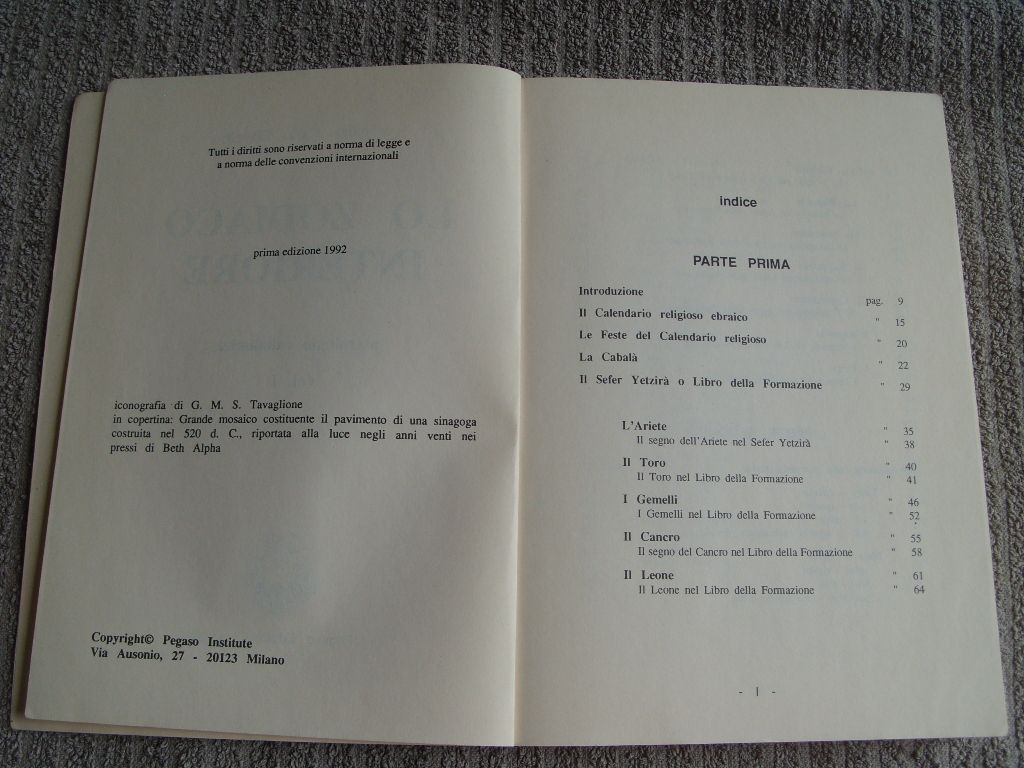 Tutti i diritti sono riservati a norma di legge e
a norma delle convenzioni internazionali
prima edizione 1992
iconografia di G. M. S. Tavaglione
in copertina: Grande mosaico costituente il pavimento di una sinagoga
costruita nel 520 d. C., riportata alla luce negli anni venti nei
pressi di Beth Alpha
Copyright© Pegaso Institute
Via Ausonio, 27 - 20123 Milano
indice
PARTE PRIMA
Introduzione pag. 9
Il Calendario religioso ebraico " 15
Le Feste del Calendario religioso " 20
La Cabalà " 22
Il Sefer Yetzirà o Libro della Formazione " 29
L'Ariete " 35
Il segno dell'Ariete nel Sefer Yetzirà " 38
Il Toro " 40
Il Toro nel Libro della Formazione " 41
I Gemelli " 46
I Gemelli nel Libro della Formazione " 52
Il Cancro " 55
Il segno del Cancro nel Libro della Formazione " 58
Il Leone " 61
Il Leone nel Libro della Formazione " 64
- I -